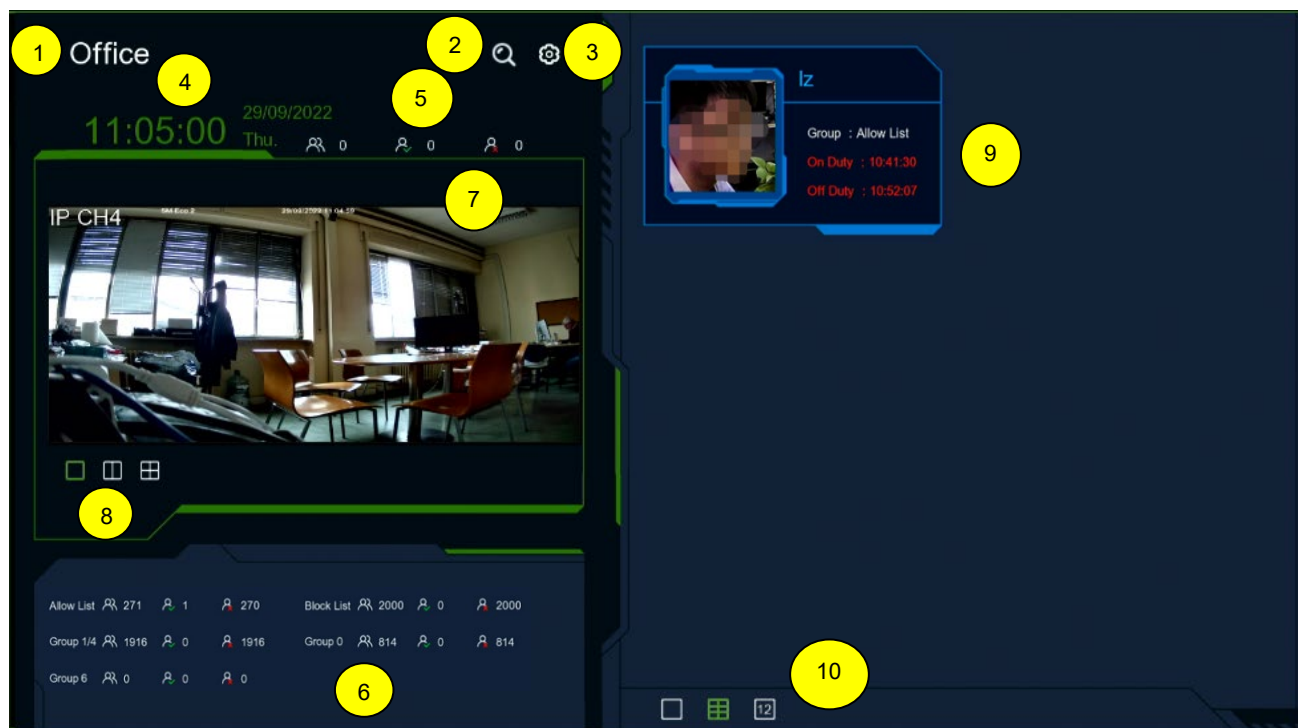 1 Office 2 3
4
5
29/09/2022
11:05:00 Thu. 0 0 0
7
IP CH4
8
Allow List 271 1 270 Block List 2000 0 2000
Group 1/4 1916 0 1916 Group 0 814 0 814
Group 6 0 0 0
6
lz
Group : Allow List
On Duty : 10:41:30
Off Duty : 10:52:07
9
10
12